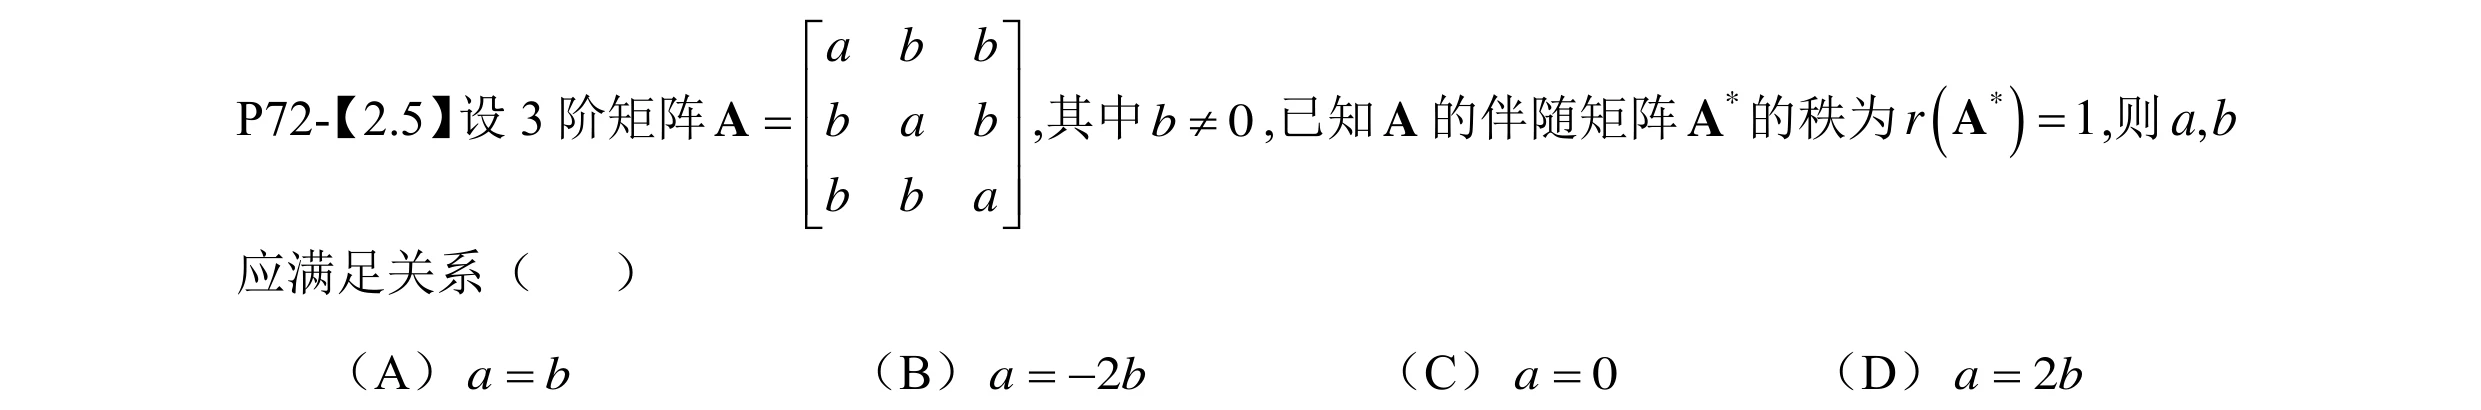 P72-【2.5】设 3 阶矩阵 $\mathbf{A} = \begin{bmatrix} a & b & b \\ b & a & b \\ b & b & a \end{bmatrix}$,其中 $b \neq 0$,已知 $\mathbf{A}$ 的伴随矩阵 $\mathbf{A}^*$ 的秩为 $r(\mathbf{A}^*) = 1$,则 $a,b$
应满足关系（　　）
（A）$a = b$　　（B）$a = -2b$　　（C）$a = 0$　　（D）$a = 2b$